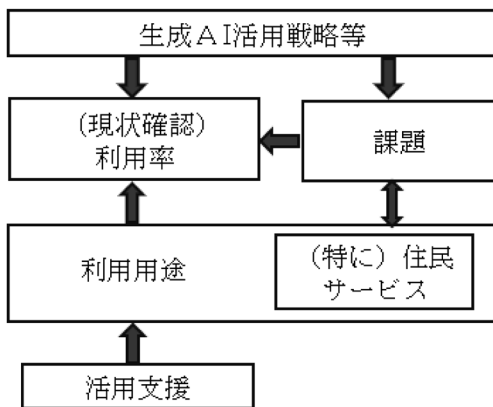 生成ＡＩ活用戦略等
（現状確認）
利用率
課題
利用用途
（特に）住民
サービス
活用支援